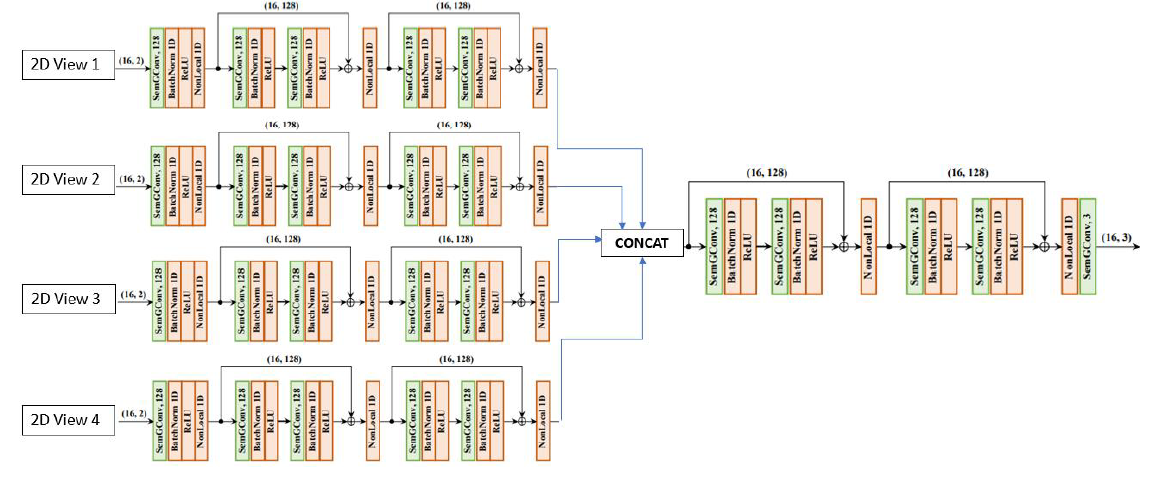 (16, 128)
(16, 128)
2D View 1
(16, 2)
SemGConv, 128
BatchNorm 1D
ReLU
NonLocal 1D
SemGConv, 128
BatchNorm 1D
ReLU
SemGConv, 128
BatchNorm 1D
ReLU
NonLocal 1D
SemGConv, 128
BatchNorm 1D
ReLU
SemGConv, 128
BatchNorm 1D
ReLU
NonLocal 1D
(16, 128)
(16, 128)
2D View 2
(16, 2)
SemGConv, 128
BatchNorm 1D
ReLU
NonLocal 1D
SemGConv, 128
BatchNorm 1D
ReLU
SemGConv, 128
BatchNorm 1D
ReLU
NonLocal 1D
SemGConv, 128
BatchNorm 1D
ReLU
SemGConv, 128
BatchNorm 1D
ReLU
NonLocal 1D
(16, 128)
(16, 128)
2D View 3
(16, 2)
SemGConv, 128
BatchNorm 1D
ReLU
NonLocal 1D
SemGConv, 128
BatchNorm 1D
ReLU
SemGConv, 128
BatchNorm 1D
ReLU
NonLocal 1D
SemGConv, 128
BatchNorm 1D
ReLU
SemGConv, 128
BatchNorm 1D
ReLU
NonLocal 1D
(16, 128)
(16, 128)
2D View 4
(16, 2)
SemGConv, 128
BatchNorm 1D
ReLU
NonLocal 1D
SemGConv, 128
BatchNorm 1D
ReLU
SemGConv, 128
BatchNorm 1D
ReLU
NonLocal 1D
SemGConv, 128
BatchNorm 1D
ReLU
SemGConv, 128
BatchNorm 1D
ReLU
NonLocal 1D
CONCAT
(16, 128)
(16, 128)
SemGConv, 128
BatchNorm 1D
ReLU
SemGConv, 128
BatchNorm 1D
ReLU
NonLocal 1D
SemGConv, 128
BatchNorm 1D
ReLU
SemGConv, 128
BatchNorm 1D
ReLU
NonLocal 1D
SemGConv, 3
(16, 3)